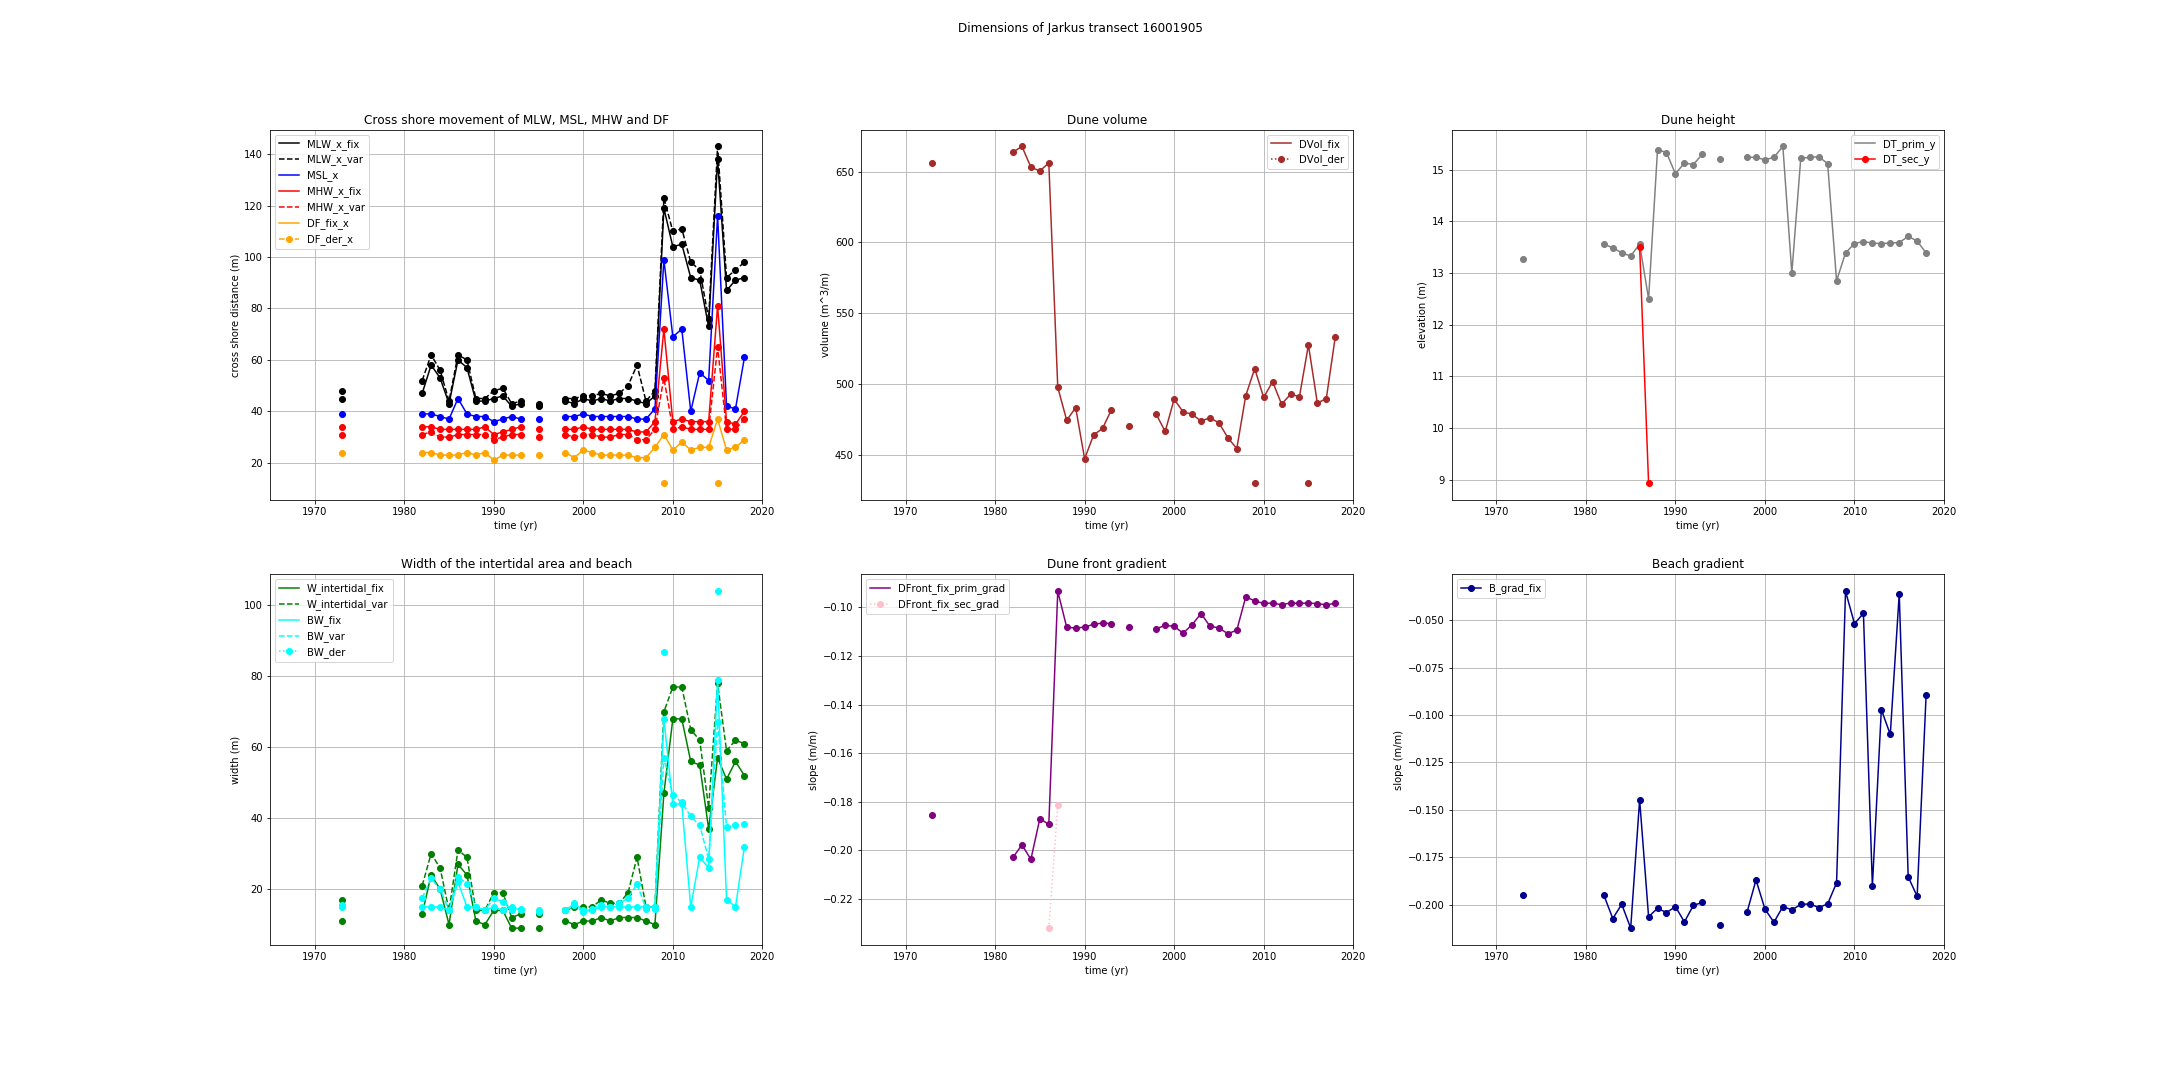 Dimensions of Jarkus transect 16001905
Cross shore movement of MLW, MSL, MHW and DF
MLW_x_fix
MLW_x_var
MSL_x
MHW_x_fix
MHW_x_var
DF_fix_x
DF_der_x
140
120
100
80
60
40
20
cross shore distance (m)
1970 1980 1990 2000 2010 2020
time (yr)
Dune volume
DVol_fix
DVol_der
650
600
550
500
450
volume (m^3/m)
1970 1980 1990 2000 2010 2020
time (yr)
Dune height
DT_prim_y
DT_sec_y
15
14
13
12
11
10
9
elevation (m)
1970 1980 1990 2000 2010 2020
time (yr)
Width of the intertidal area and beach
W_intertidal_fix
W_intertidal_var
BW_fix
BW_var
BW_der
100
80
60
40
20
width (m)
1970 1980 1990 2000 2010 2020
time (yr)
Dune front gradient
DFront_fix_prim_grad
DFront_fix_sec_grad
−0.10
−0.12
−0.14
−0.16
−0.18
−0.20
−0.22
slope (m/m)
1970 1980 1990 2000 2010 2020
time (yr)
Beach gradient
B_grad_fix
−0.050
−0.075
−0.100
−0.125
−0.150
−0.175
−0.200
slope (m/m)
1970 1980 1990 2000 2010 2020
time (yr)